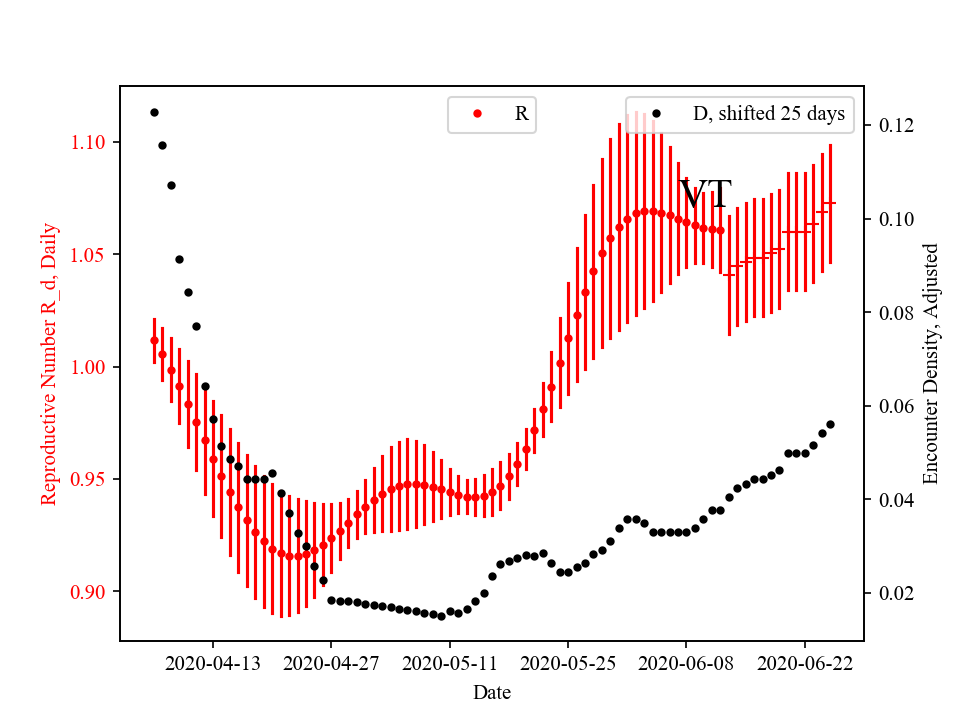 R
D, shifted 25 days
VT
Reproductive Number R_d, Daily
1.10
1.05
1.00
0.95
0.90
Encounter Density, Adjusted
0.12
0.10
0.08
0.06
0.04
0.02
2020-04-13
2020-04-27
2020-05-11
2020-05-25
2020-06-08
2020-06-22
Date